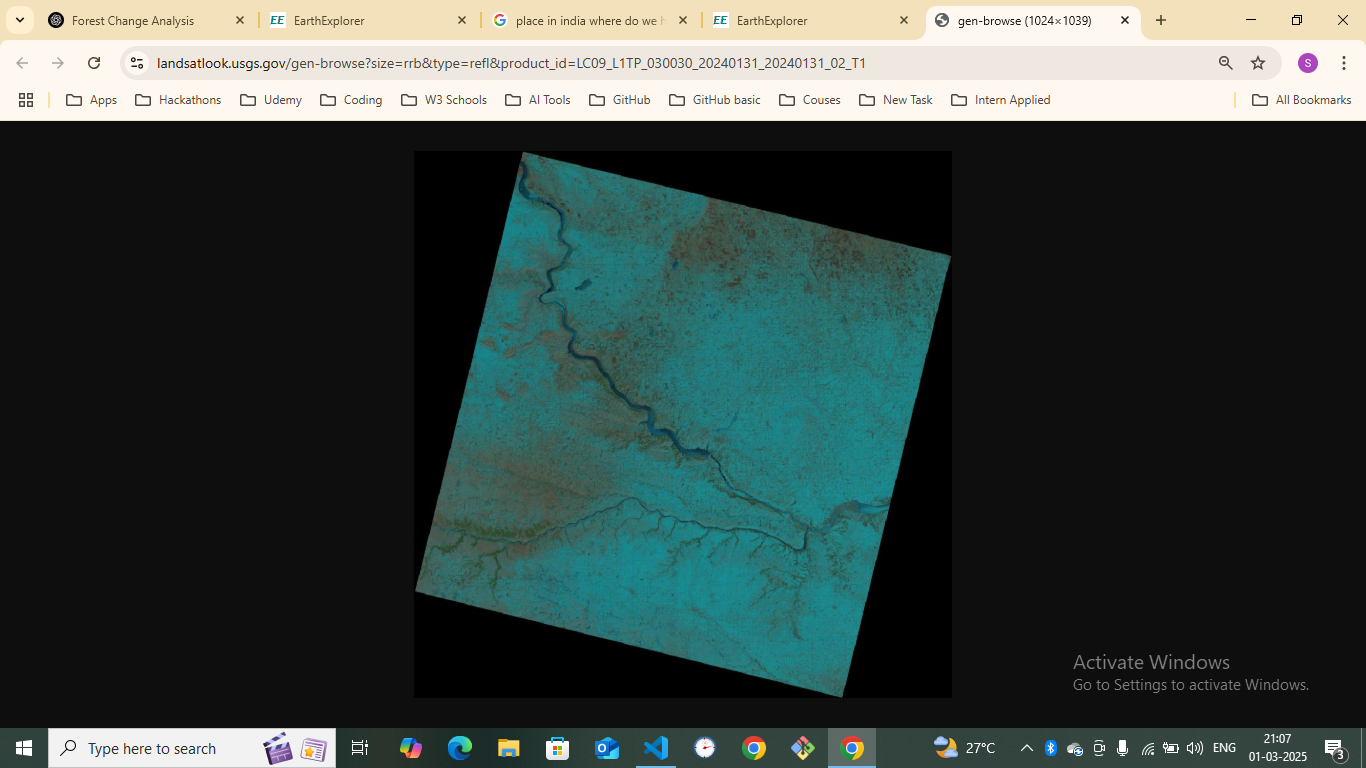 Forest Change Analysis
EarthExplorer
place in india where do we h
EarthExplorer
gen-browse (1024×1039)
landsatlook.usgs.gov/gen-browse?size=rrb&type=refl&product_id=LC09_L1TP_030030_20240131_20240131_02_T1
S
Apps
Hackathons
Udemy
Coding
W3 Schools
AI Tools
GitHub
GitHub basic
Couses
New Task
Intern Applied
All Bookmarks
Activate Windows
Go to Settings to activate Windows.
Type here to search
27°C
ENG
21:07
01-03-2025
3